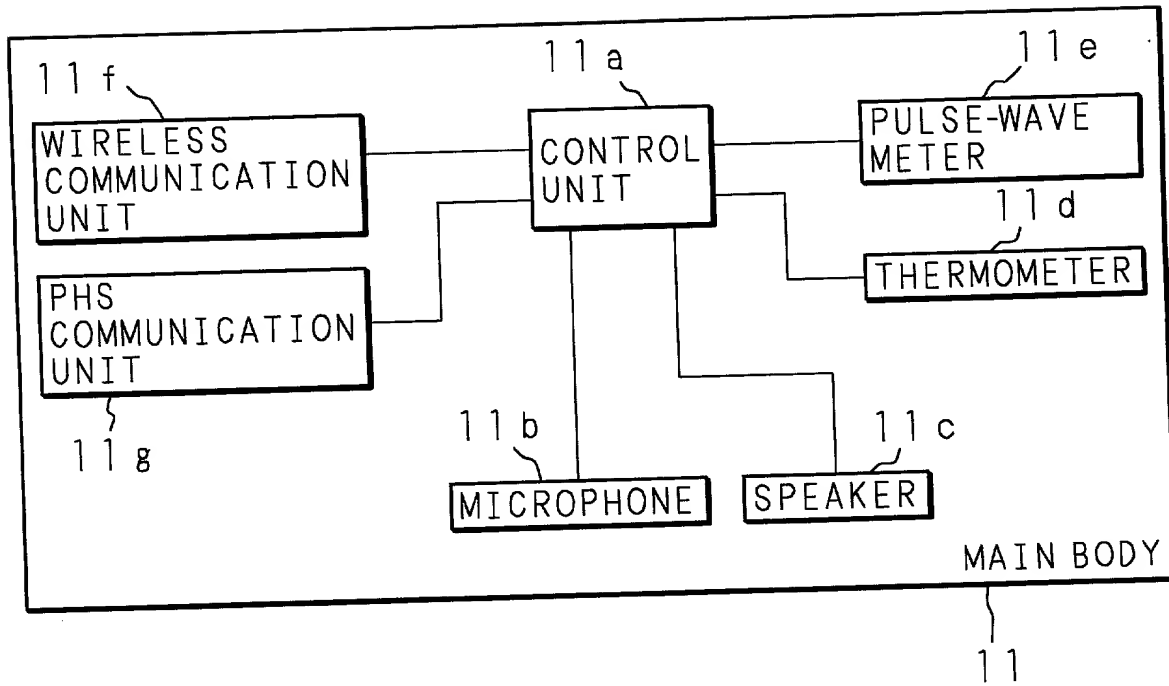 11f
WIRELESS
COMMUNICATION
UNIT
11a
CONTROL
UNIT
11e
PULSE-WAVE
METER
11d
THERMOMETER
PHS
COMMUNICATION
UNIT
11g
11b
MICROPHONE
11c
SPEAKER
MAIN BODY
11